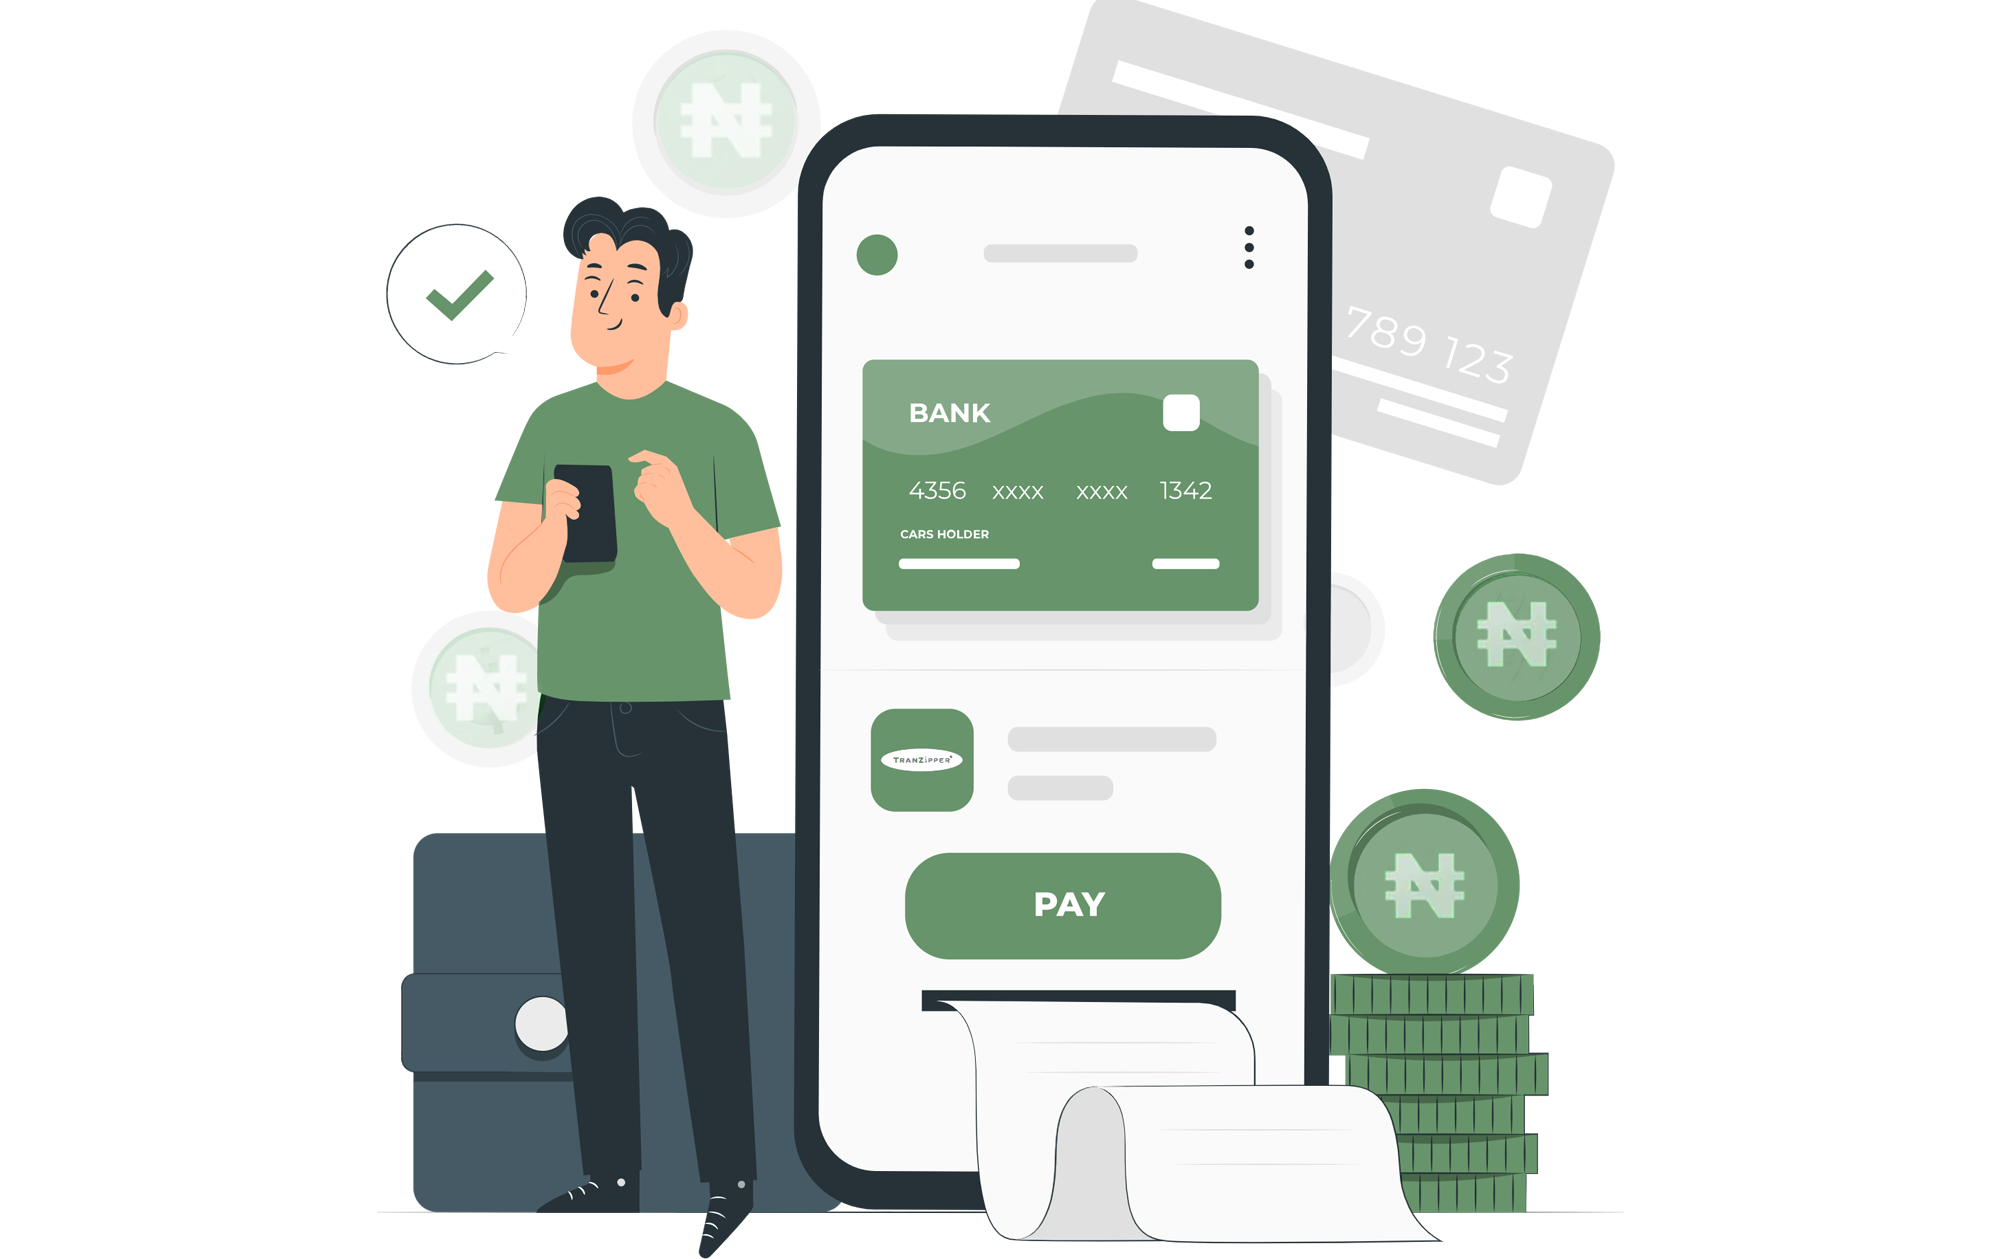 ₦
789 123
BANK
4356 xxxx xxxx 1342
CARS HOLDER
₦
₦
TRANZIPPER
PAY
₦